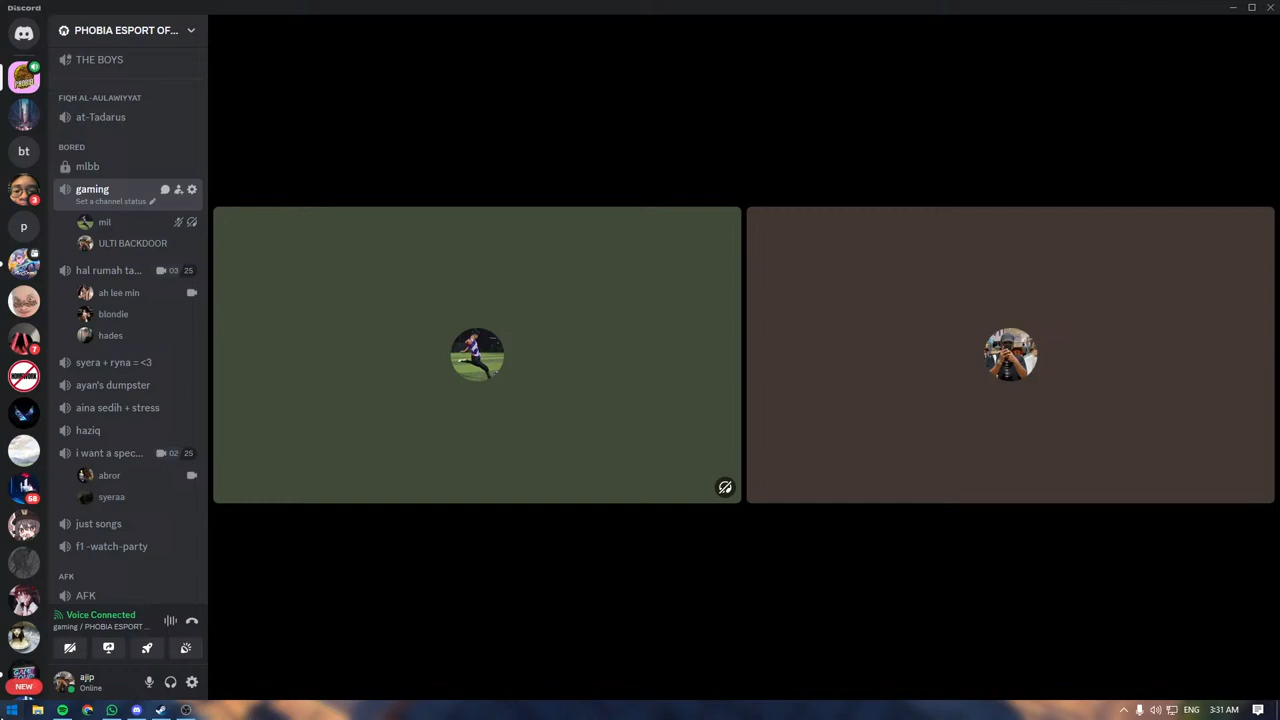 Discord
PHOBIA ESPORT OF...
THE BOYS
FIQH AL-AULAWIYYAT
at-Tadarus
bt
BORED
mlbb
gaming
Set a channel status
3
p
mil
ULTI BACKDOOR
hal rumah ta... 03 25
ah lee min
blondie
hades
7
syera + ryna = <3
ayan's dumpster
aina sedih + stress
haziq
i want a spec... 02 25
abror
syeraa
58
just songs
f1 -watch-party
AFK
AFK
Voice Connected
gaming / PHOBIA ESPORT ...
ajip
Online
NEW
ENG 3:31 AM